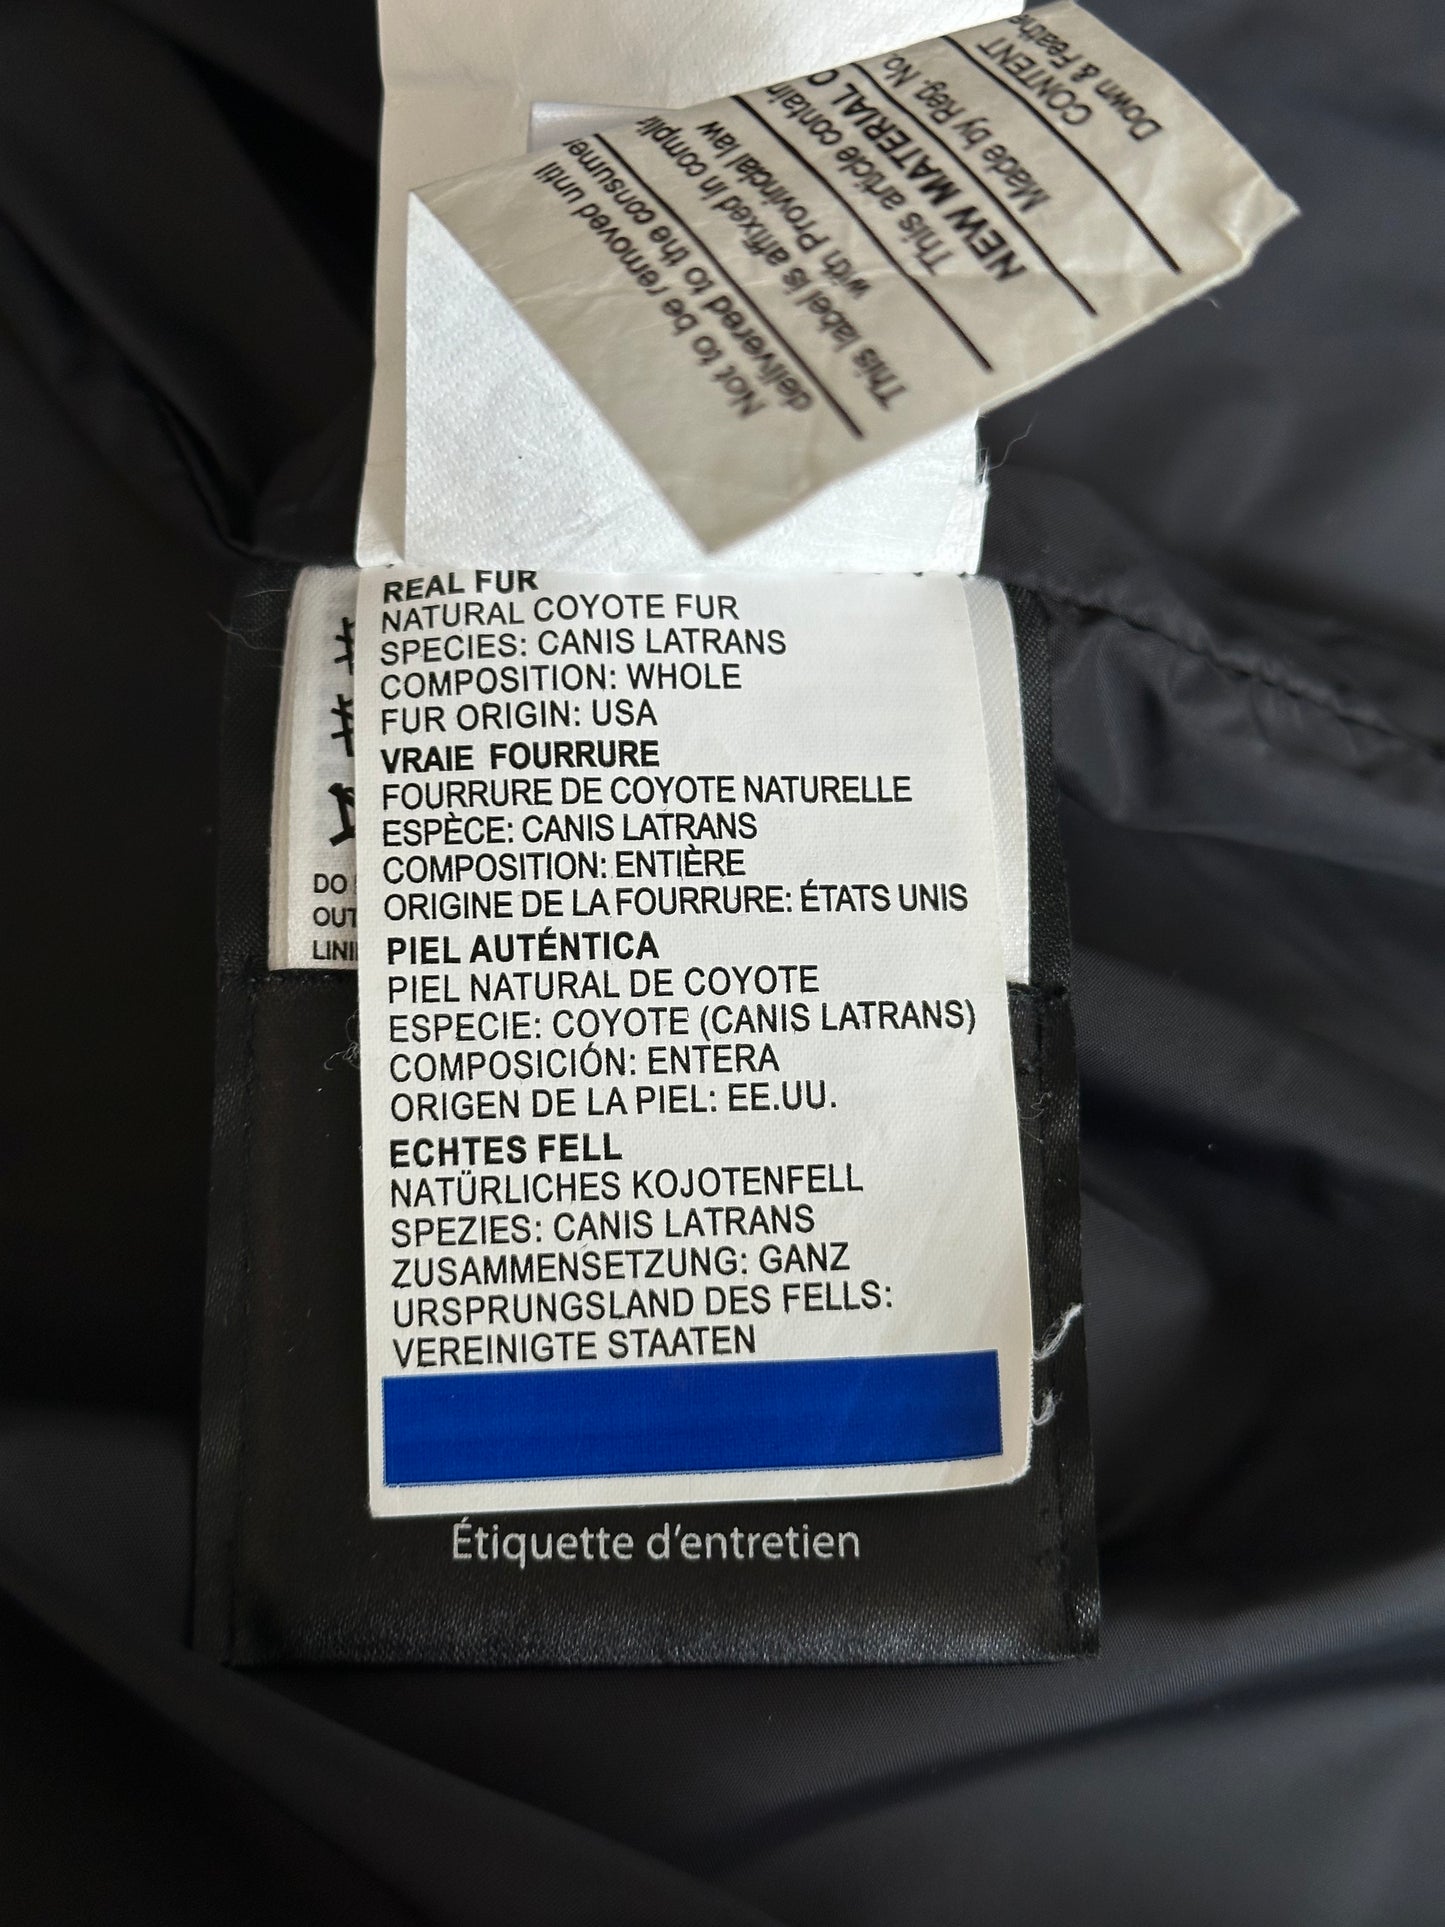 Not to be removed until
delivered to the consumer
This label is affixed in
with Provincial law
This article
NEW MATERIAL
Made by Reg. No
CONTENT
Down &
REAL FUR
NATURAL COYOTE FUR
SPECIES: CANIS LATRANS
COMPOSITION: WHOLE
FUR ORIGIN: USA
VRAIE FOURRURE
FOURRURE DE COYOTE NATURELLE
ESPÈCE: CANIS LATRANS
COMPOSITION: ENTIÈRE
ORIGINE DE LA FOURRURE: ÉTATS UNIS
PIEL AUTÉNTICA
PIEL NATURAL DE COYOTE
ESPECIE: COYOTE (CANIS LATRANS)
COMPOSICIÓN: ENTERA
ORIGEN DE LA PIEL: EE.UU.
ECHTES FELL
NATÜRLICHES KOJOTENFELL
SPEZIES: CANIS LATRANS
ZUSAMMENSETZUNG: GANZ
URSPRUNGSLAND DES FELLS:
VEREINIGTE STAATEN
DO
Étiquette d'entretien